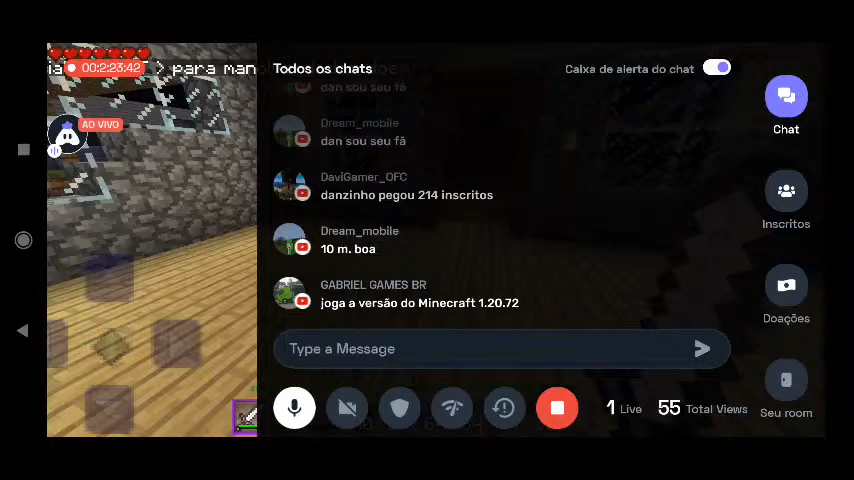 00:2:23:42
> para mano
AO VIVO
Todos os chats
Caixa de alerta do chat
dan sou seu fã
Dream_mobile
dan sou seu fã
DaviGamer_OFC
danzinho pegou 214 inscritos
Dream_mobile
10 m. boa
GABRIEL GAMES BR
joga a versão do Minecraft 1.20.72
Type a Message
1 Live 55 Total Views
Chat
Inscritos
Doações
Seu room